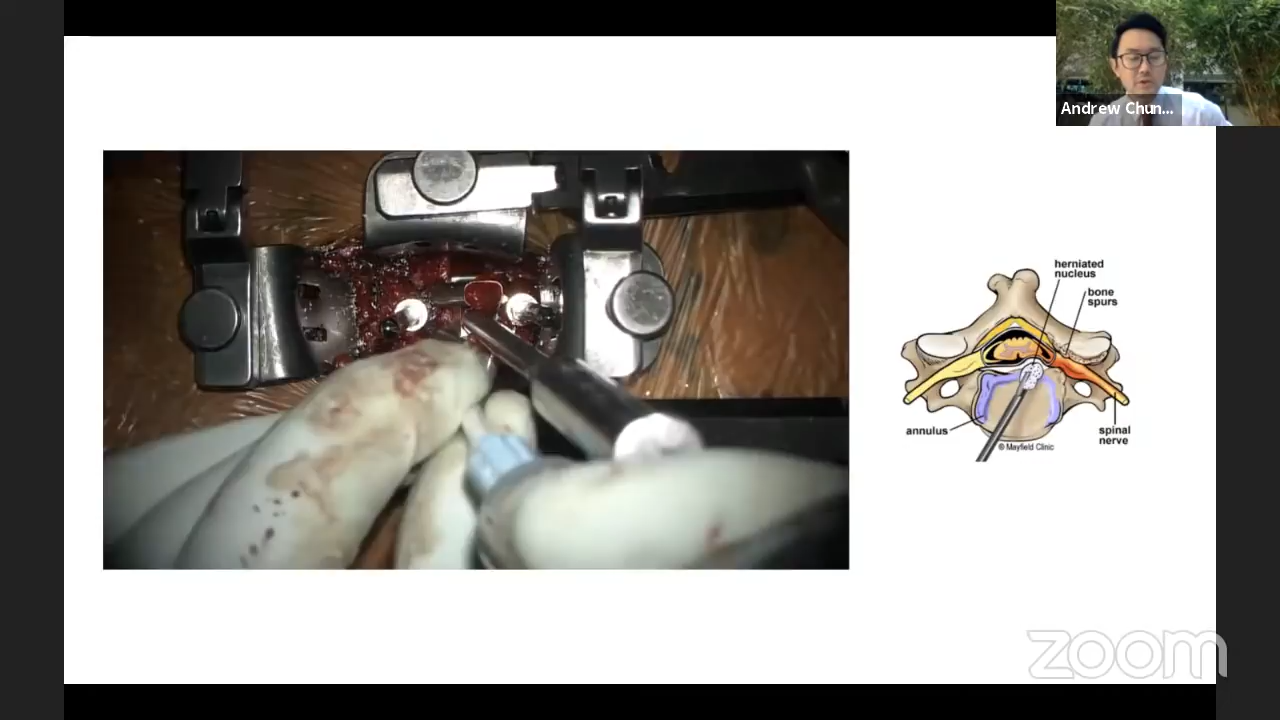 Andrew Chun...
herniated
nucleus
bone
spurs
annulus
spinal
nerve
© Mayfield Clinic
zoom